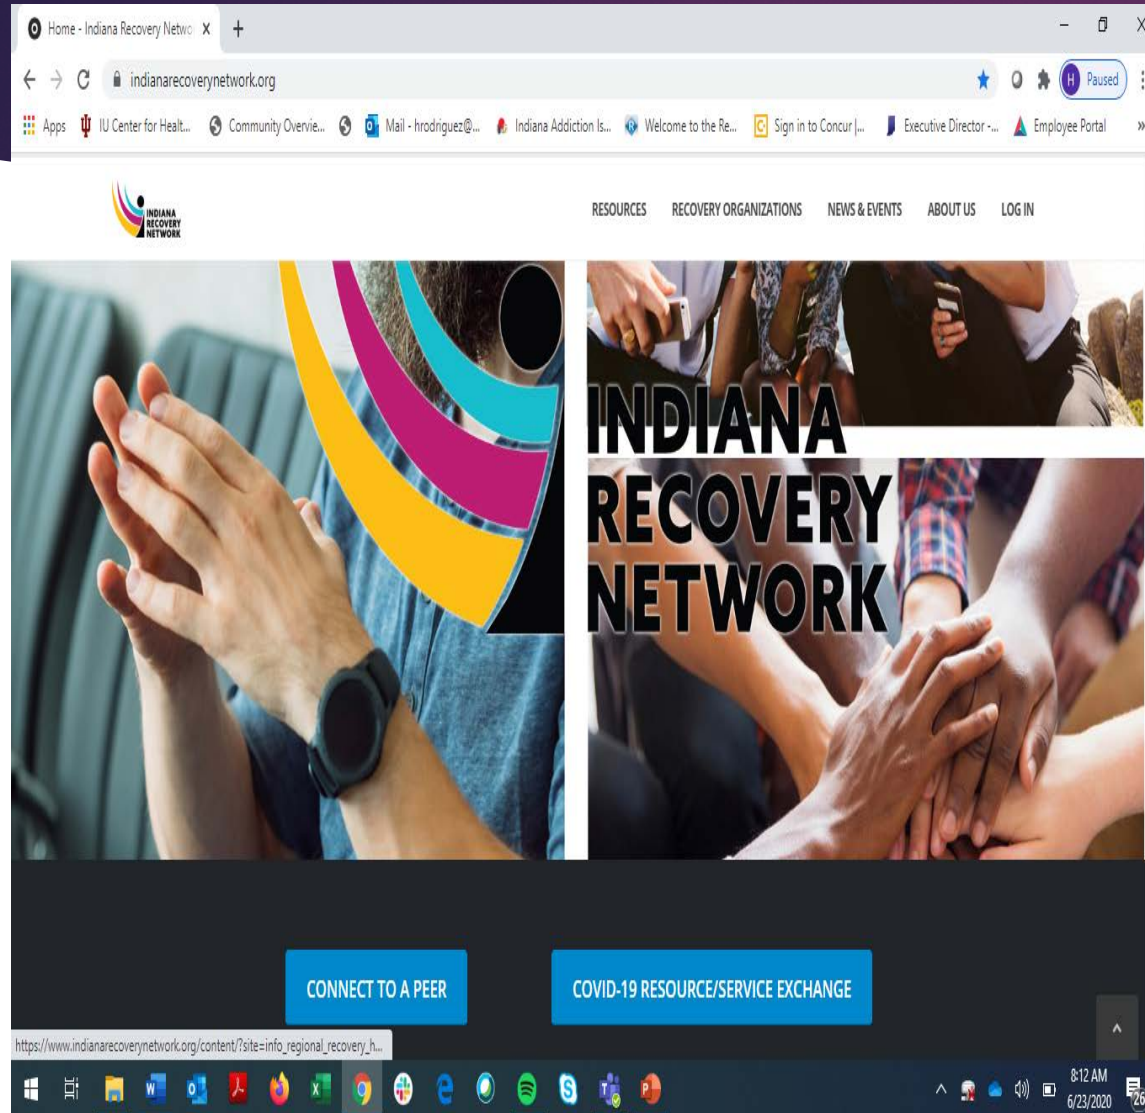 Home - Indiana Recovery Netwo
indianarecoverynetwork.org
H Paused
Apps IU Center for Healt... Community Overvie... Mail - hrodriguez@... Indiana Addiction Is... Welcome to the Re... Sign in to Concur |... Executive Director -... Employee Portal »
INDIANA
RECOVERY
NETWORK
RESOURCES RECOVERY ORGANIZATIONS NEWS & EVENTS ABOUT US LOG IN
INDIANA
RECOVERY
NETWORK
CONNECT TO A PEER COVID-19 RESOURCE/SERVICE EXCHANGE
https://www.indianarecoverynetwork.org/content/?site=info_regional_recovery_h...
8:12 AM
6/23/2020